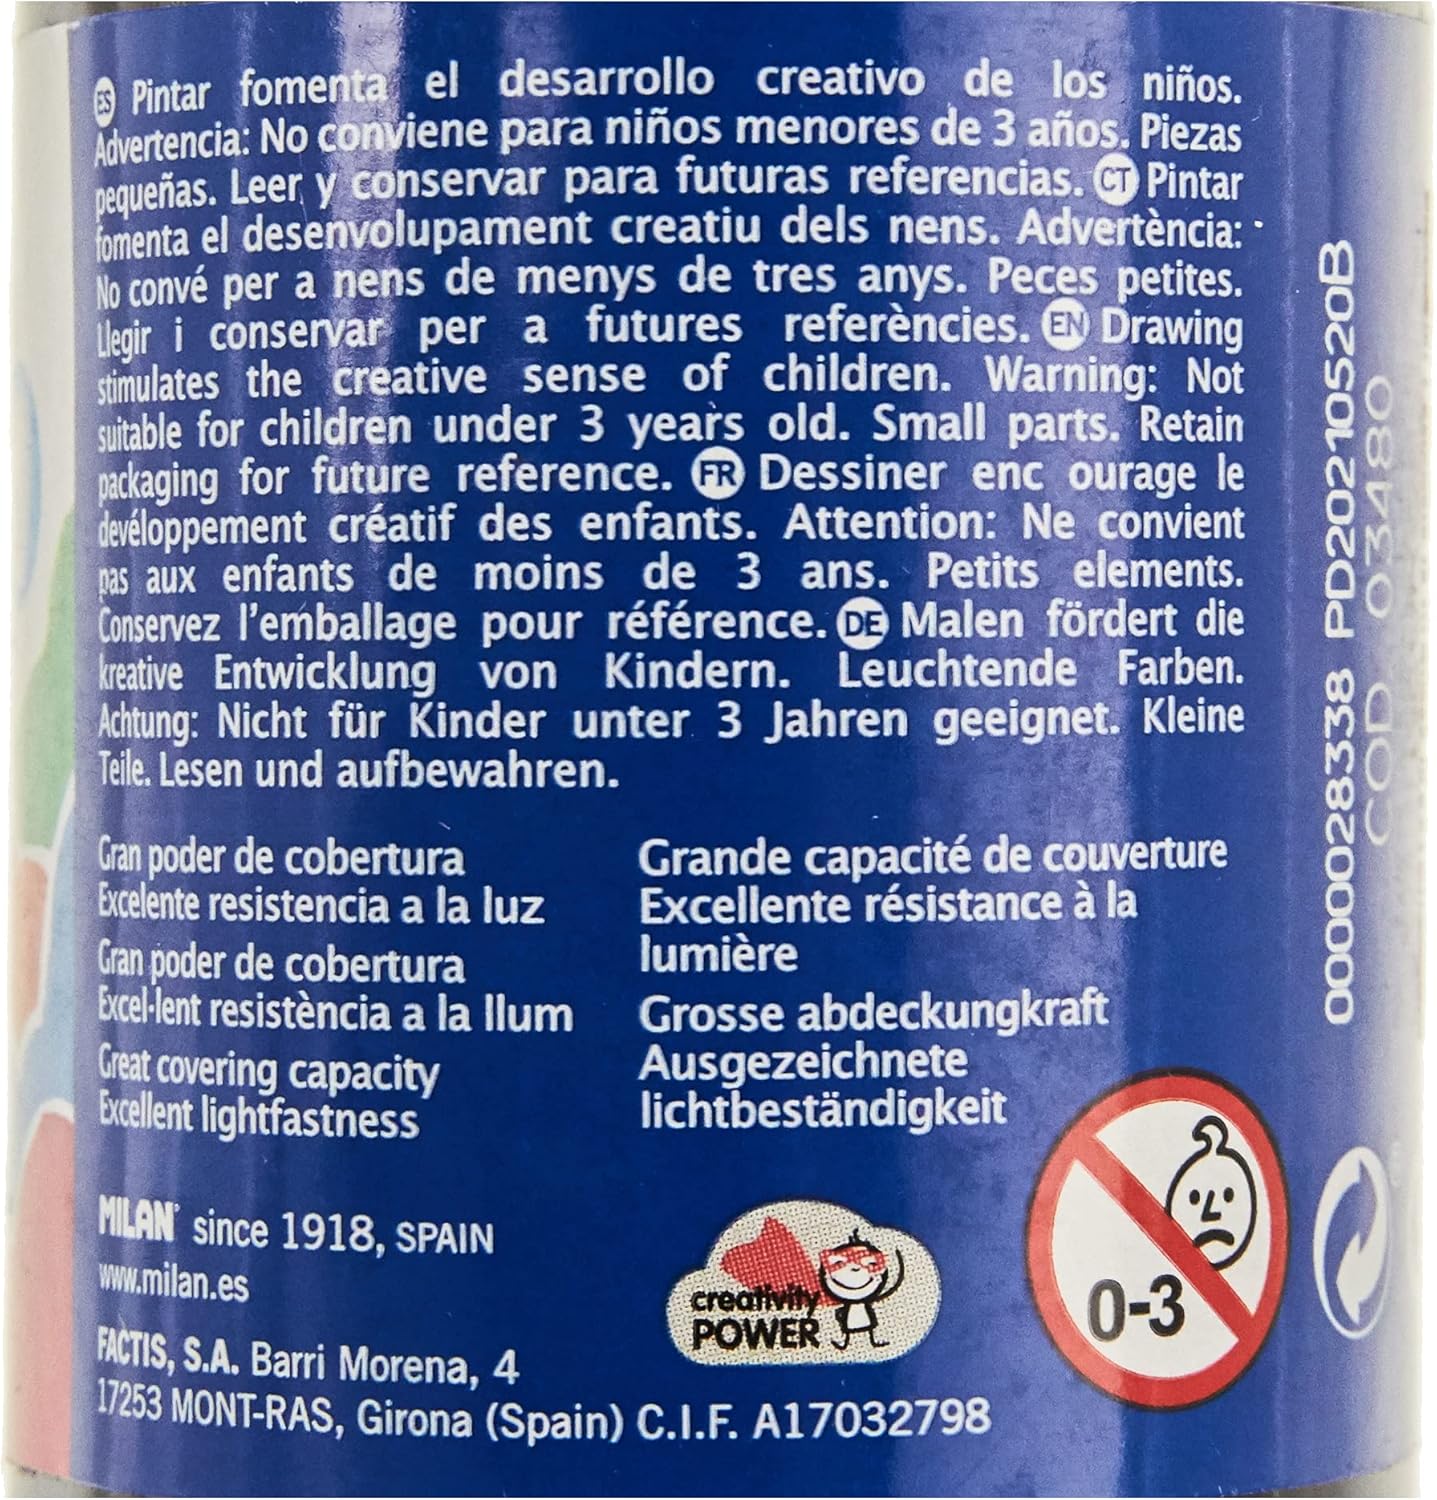 ES Pintar fomenta el desarrollo creativo de los niños.
Advertencia: No conviene para niños menores de 3 años. Piezas
pequeñas. Leer y conservar para futuras referencias. CT Pintar
fomenta el desenvolupament creatiu dels nens. Advertència:
No convé per a nens de menys de tres anys. Peces petites.
Llegir i conservar per a futures referències. EN Drawing
stimulates the creative sense of children. Warning: Not
suitable for children under 3 years old. Small parts. Retain
packaging for future reference. FR Dessiner enc ourage le
devéloppement créatif des enfants. Attention: Ne convient
pas aux enfants de moins de 3 ans. Petits elements.
Conservez l'emballage pour référence. DE Malen fördert die
kreative Entwicklung von Kindern. Leuchtende Farben.
Achtung: Nicht für Kinder unter 3 Jahren geeignet. Kleine
Teile. Lesen und aufbewahren.
Gran poder de cobertura
Excelente resistencia a la luz
Gran poder de cobertura
Excel·lent resistència a la llum
Great covering capacity
Excellent lightfastness
Grande capacité de couverture
Excellente résistance à la
lumière
Grosse abdeckungkraft
Ausgezeichnete
lichtbeständigkeit
MILAN® since 1918, SPAIN
www.milan.es
FACTIS, S.A. Barri Morena, 4
17253 MONT-RAS, Girona (Spain) C.I.F. A17032798
creativity
POWER
0-3
0000028338 PD20210520B
COD 03480